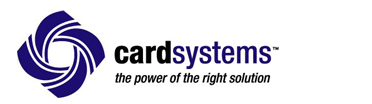 cardsystems™
the power of the right solution